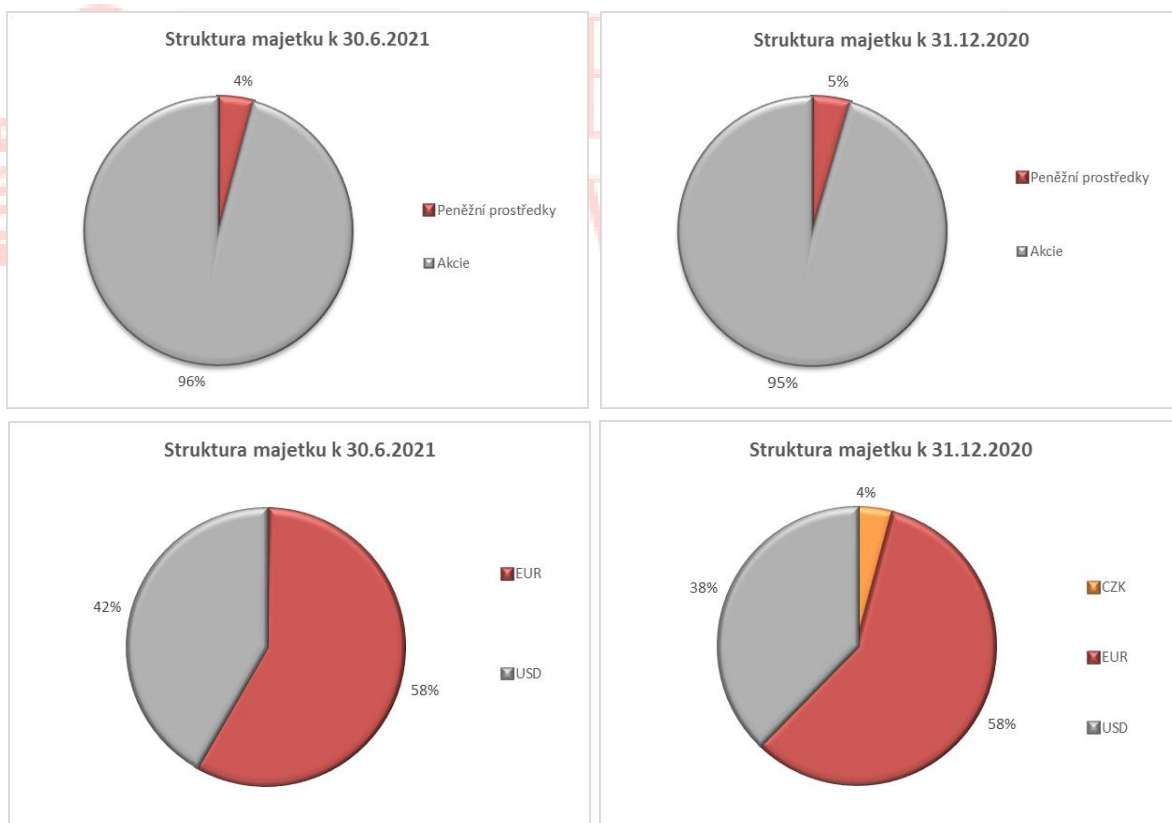 Struktura majetku k 30.6.2021
4%
Peněžní prostředky
Akcie
96%
Struktura majetku k 31.12.2020
5%
Peněžní prostředky
Akcie
95%
Struktura majetku k 30.6.2021
EUR
42%
USD
58%
Struktura majetku k 31.12.2020
4%
38%
CZK
EUR
58%
USD